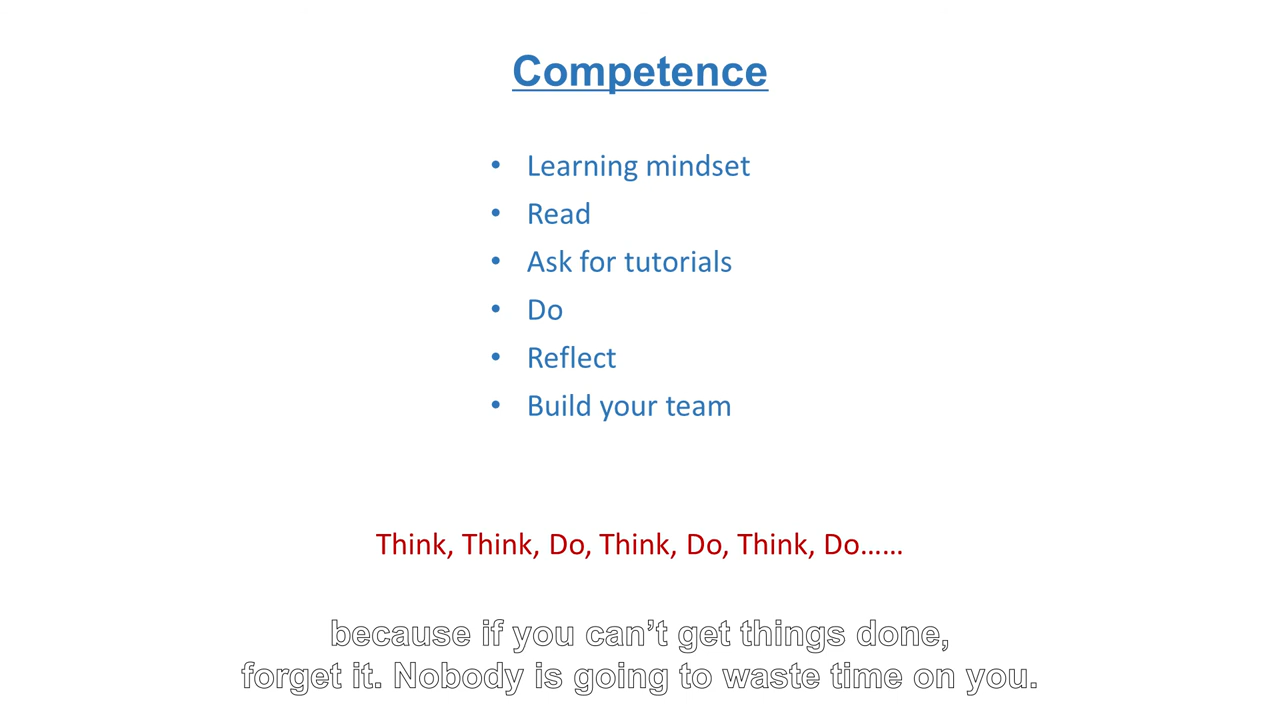 Competence
• Learning mindset
• Read
• Ask for tutorials
• Do
• Reflect
• Build your team
Think, Think, Do, Think, Do, Think, Do......
because if you can’t get things done,
forget it. Nobody is going to waste time on you.